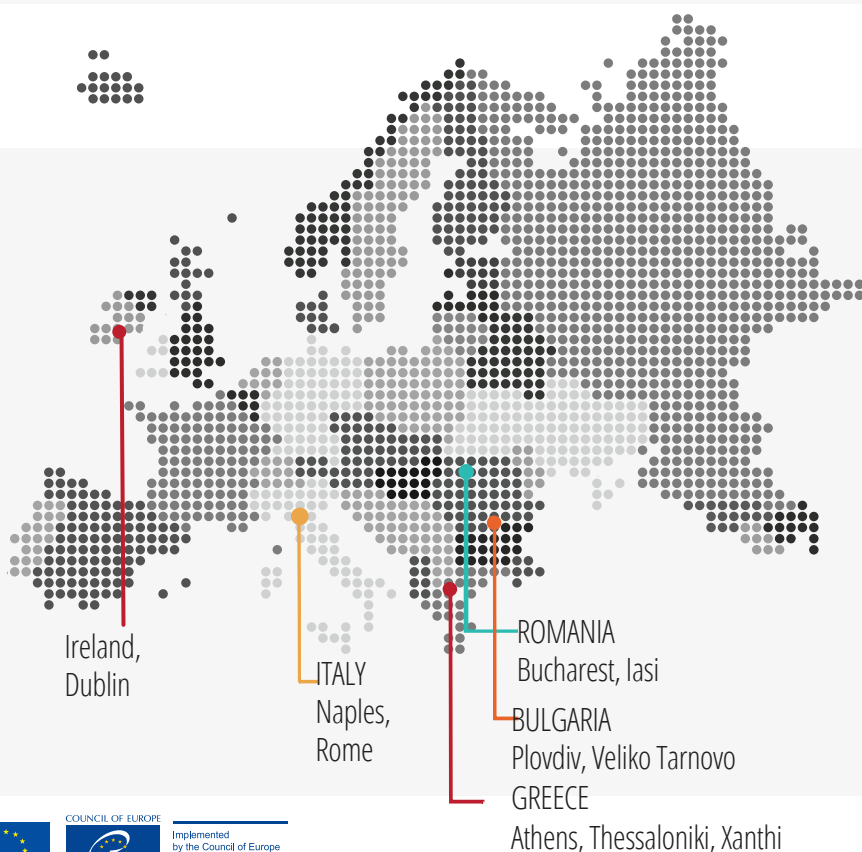 Ireland,
Dublin
ITALY
Naples,
Rome
ROMANIA
Bucharest, Iasi
BULGARIA
Plovdiv, Veliko Tarnovo
GREECE
Athens, Thessaloniki, Xanthi
COUNCIL OF EUROPE
Implemented
by the Council of Europe